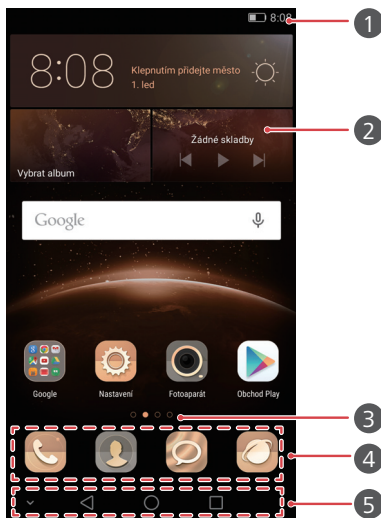 8:08
1
8:08
Klepnutím přidejte město
1. led
2
Žádné skladby
Vybrat album
Google
Google
Nastavení
Fotoaparát
Obchod Play
3
4
5